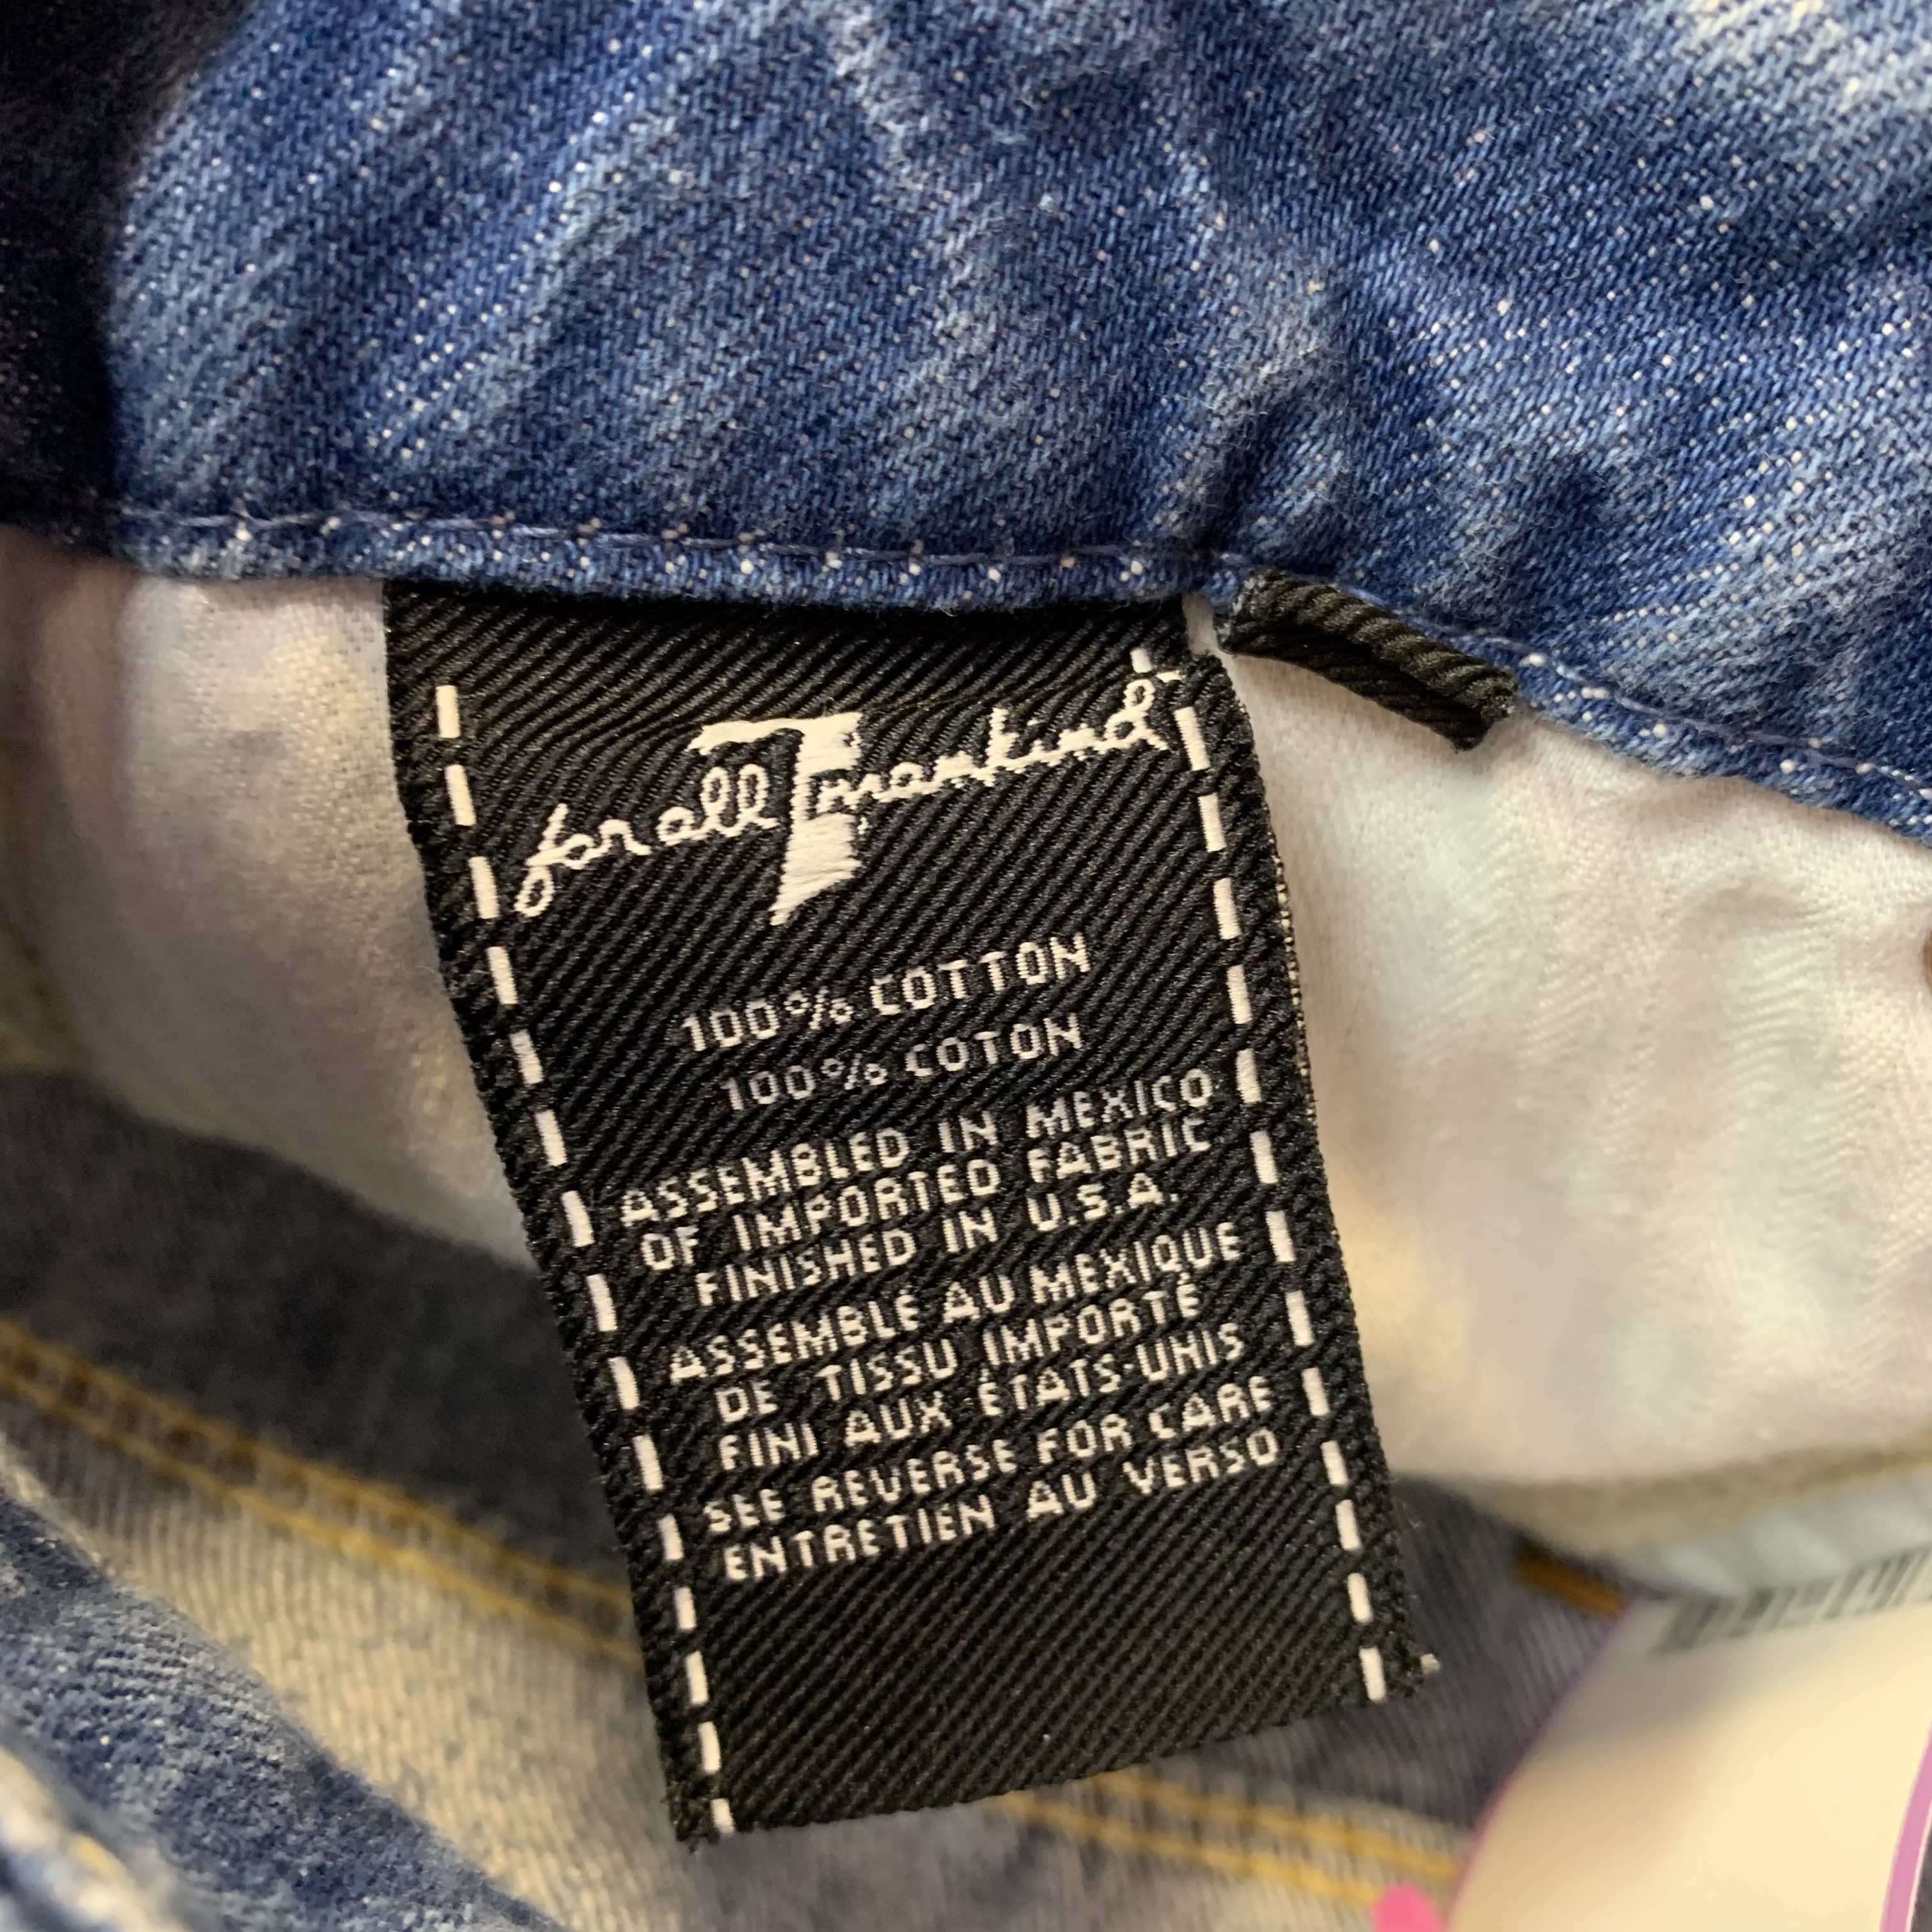 for all 7 mankind
100% COTTON
100% COTON
ASSEMBLED IN MEXICO
OF IMPORTED FABRIC
FINISHED IN U.S.A.
ASSEMBLE AU MEXIQUE
DE TISSU IMPORTÉ
FINI AUX ÉTATS-UNIS
SEE REVERSE FOR CARE
ENTRETIEN AU VERSO